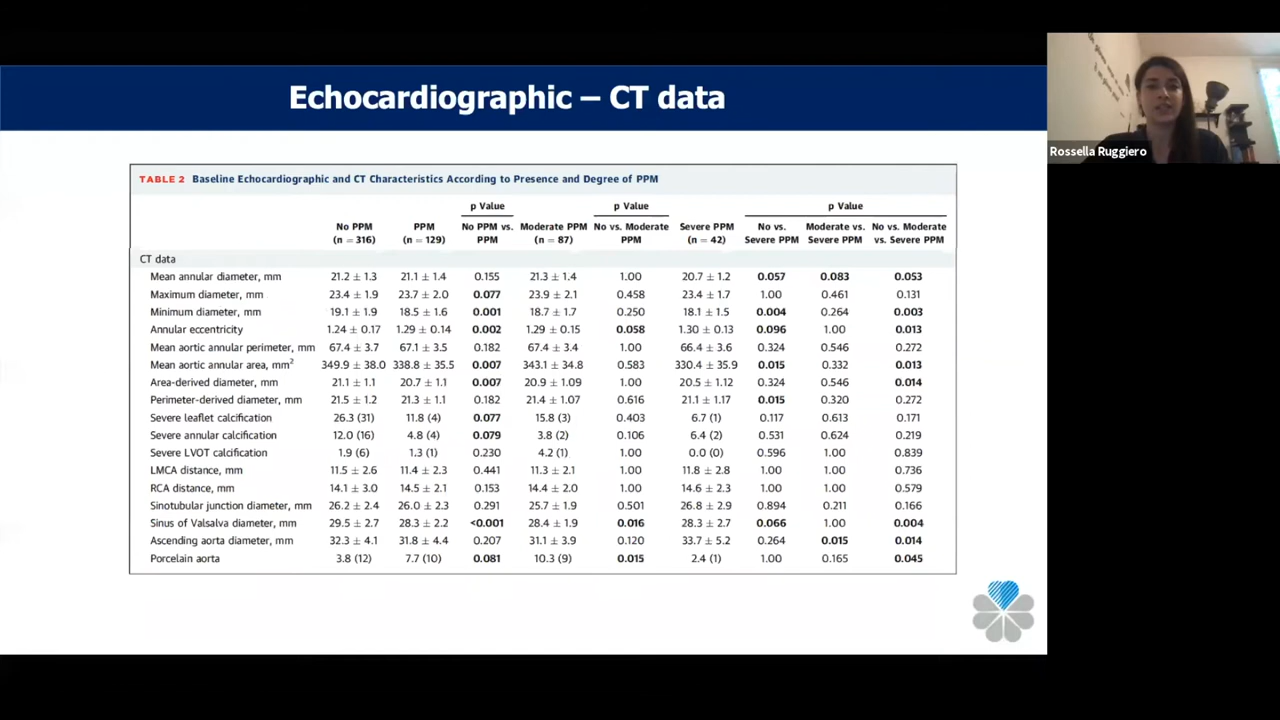 Echocardiographic – CT data
Rossella Ruggiero
TABLE 2 Baseline Echocardiographic and CT Characteristics According to Presence and Degree of PPM
p Value p Value p Value
No PPM PPM No PPM vs. Moderate PPM No vs. Moderate Severe PPM No vs. Moderate vs. No vs. Moderate
(n = 316) (n = 129) PPM (n = 87) PPM (n = 42) Severe PPM Severe PPM vs. Severe PPM
CT data
Mean annular diameter, mm 21.2 ± 1.3 21.1 ± 1.4 0.155 21.3 ± 1.4 1.00 20.7 ± 1.2 0.057 0.083 0.053
Maximum diameter, mm 23.4 ± 1.9 23.7 ± 2.0 0.077 23.9 ± 2.1 0.458 23.4 ± 1.7 1.00 0.461 0.131
Minimum diameter, mm 19.1 ± 1.9 18.5 ± 1.6 0.001 18.7 ± 1.7 0.250 18.1 ± 1.5 0.004 0.264 0.003
Annular eccentricity 1.24 ± 0.17 1.29 ± 0.14 0.002 1.29 ± 0.15 0.058 1.30 ± 0.13 0.096 1.00 0.013
Mean aortic annular perimeter, mm 67.4 ± 3.7 67.1 ± 3.5 0.182 67.4 ± 3.4 1.00 66.4 ± 3.6 0.324 0.546 0.272
Mean aortic annular area, mm² 349.9 ± 38.0 338.8 ± 35.5 0.007 343.1 ± 34.8 0.583 330.4 ± 35.9 0.015 0.332 0.013
Area-derived diameter, mm 21.1 ± 1.1 20.7 ± 1.1 0.007 20.9 ± 1.09 1.00 20.5 ± 1.12 0.324 0.546 0.014
Perimeter-derived diameter, mm 21.5 ± 1.2 21.3 ± 1.1 0.182 21.4 ± 1.07 0.616 21.1 ± 1.17 0.015 0.320 0.272
Severe leaflet calcification 26.3 (31) 11.8 (4) 0.077 15.8 (3) 0.403 6.7 (1) 0.117 0.613 0.171
Severe annular calcification 12.0 (16) 4.8 (4) 0.079 3.8 (2) 0.106 6.4 (2) 0.531 0.624 0.219
Severe LVOT calcification 1.9 (6) 1.3 (1) 0.230 4.2 (1) 1.00 0.0 (0) 0.596 1.00 0.839
LMCA distance, mm 11.5 ± 2.6 11.4 ± 2.3 0.441 11.3 ± 2.1 1.00 11.8 ± 2.8 1.00 1.00 0.736
RCA distance, mm 14.1 ± 3.0 14.5 ± 2.1 0.153 14.4 ± 2.0 1.00 14.6 ± 2.3 1.00 1.00 0.579
Sinotubular junction diameter, mm 26.2 ± 2.4 26.0 ± 2.3 0.291 25.7 ± 1.9 0.501 26.8 ± 2.9 0.894 0.211 0.166
Sinus of Valsalva diameter, mm 29.5 ± 2.7 28.3 ± 2.2 <0.001 28.4 ± 1.9 0.016 28.3 ± 2.7 0.066 1.00 0.004
Ascending aorta diameter, mm 32.3 ± 4.1 31.8 ± 4.4 0.207 31.1 ± 3.9 0.120 33.7 ± 5.2 0.264 0.015 0.014
Porcelain aorta 3.8 (12) 7.7 (10) 0.081 10.3 (9) 0.015 2.4 (1) 1.00 0.165 0.045